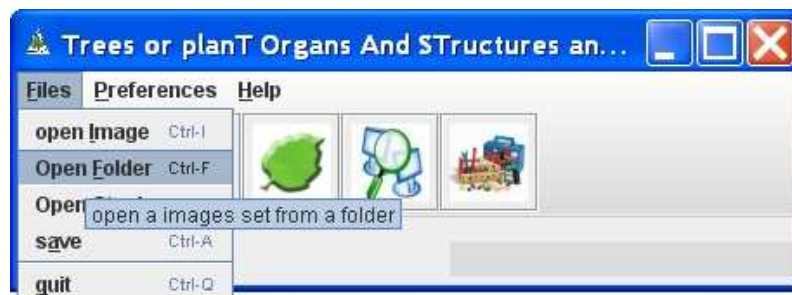 Trees or planT Organs And STructures an...
Files Preferences Help
open Image Ctrl-I
Open Folder Ctrl-F
Open
open a images set from a folder
save Ctrl-A
quit Ctrl-Q